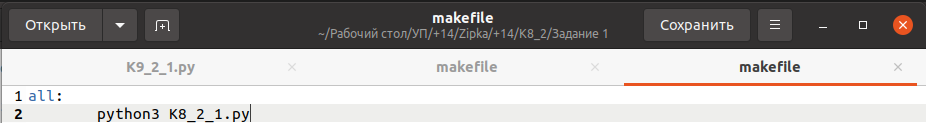 Открыть
makefile
~/Рабочий стол/УП/+14/Zipka/+14/K8_2/Задание 1
Сохранить
K9_2_1.py
makefile
makefile
1 all:
2 python3 K8_2_1.py